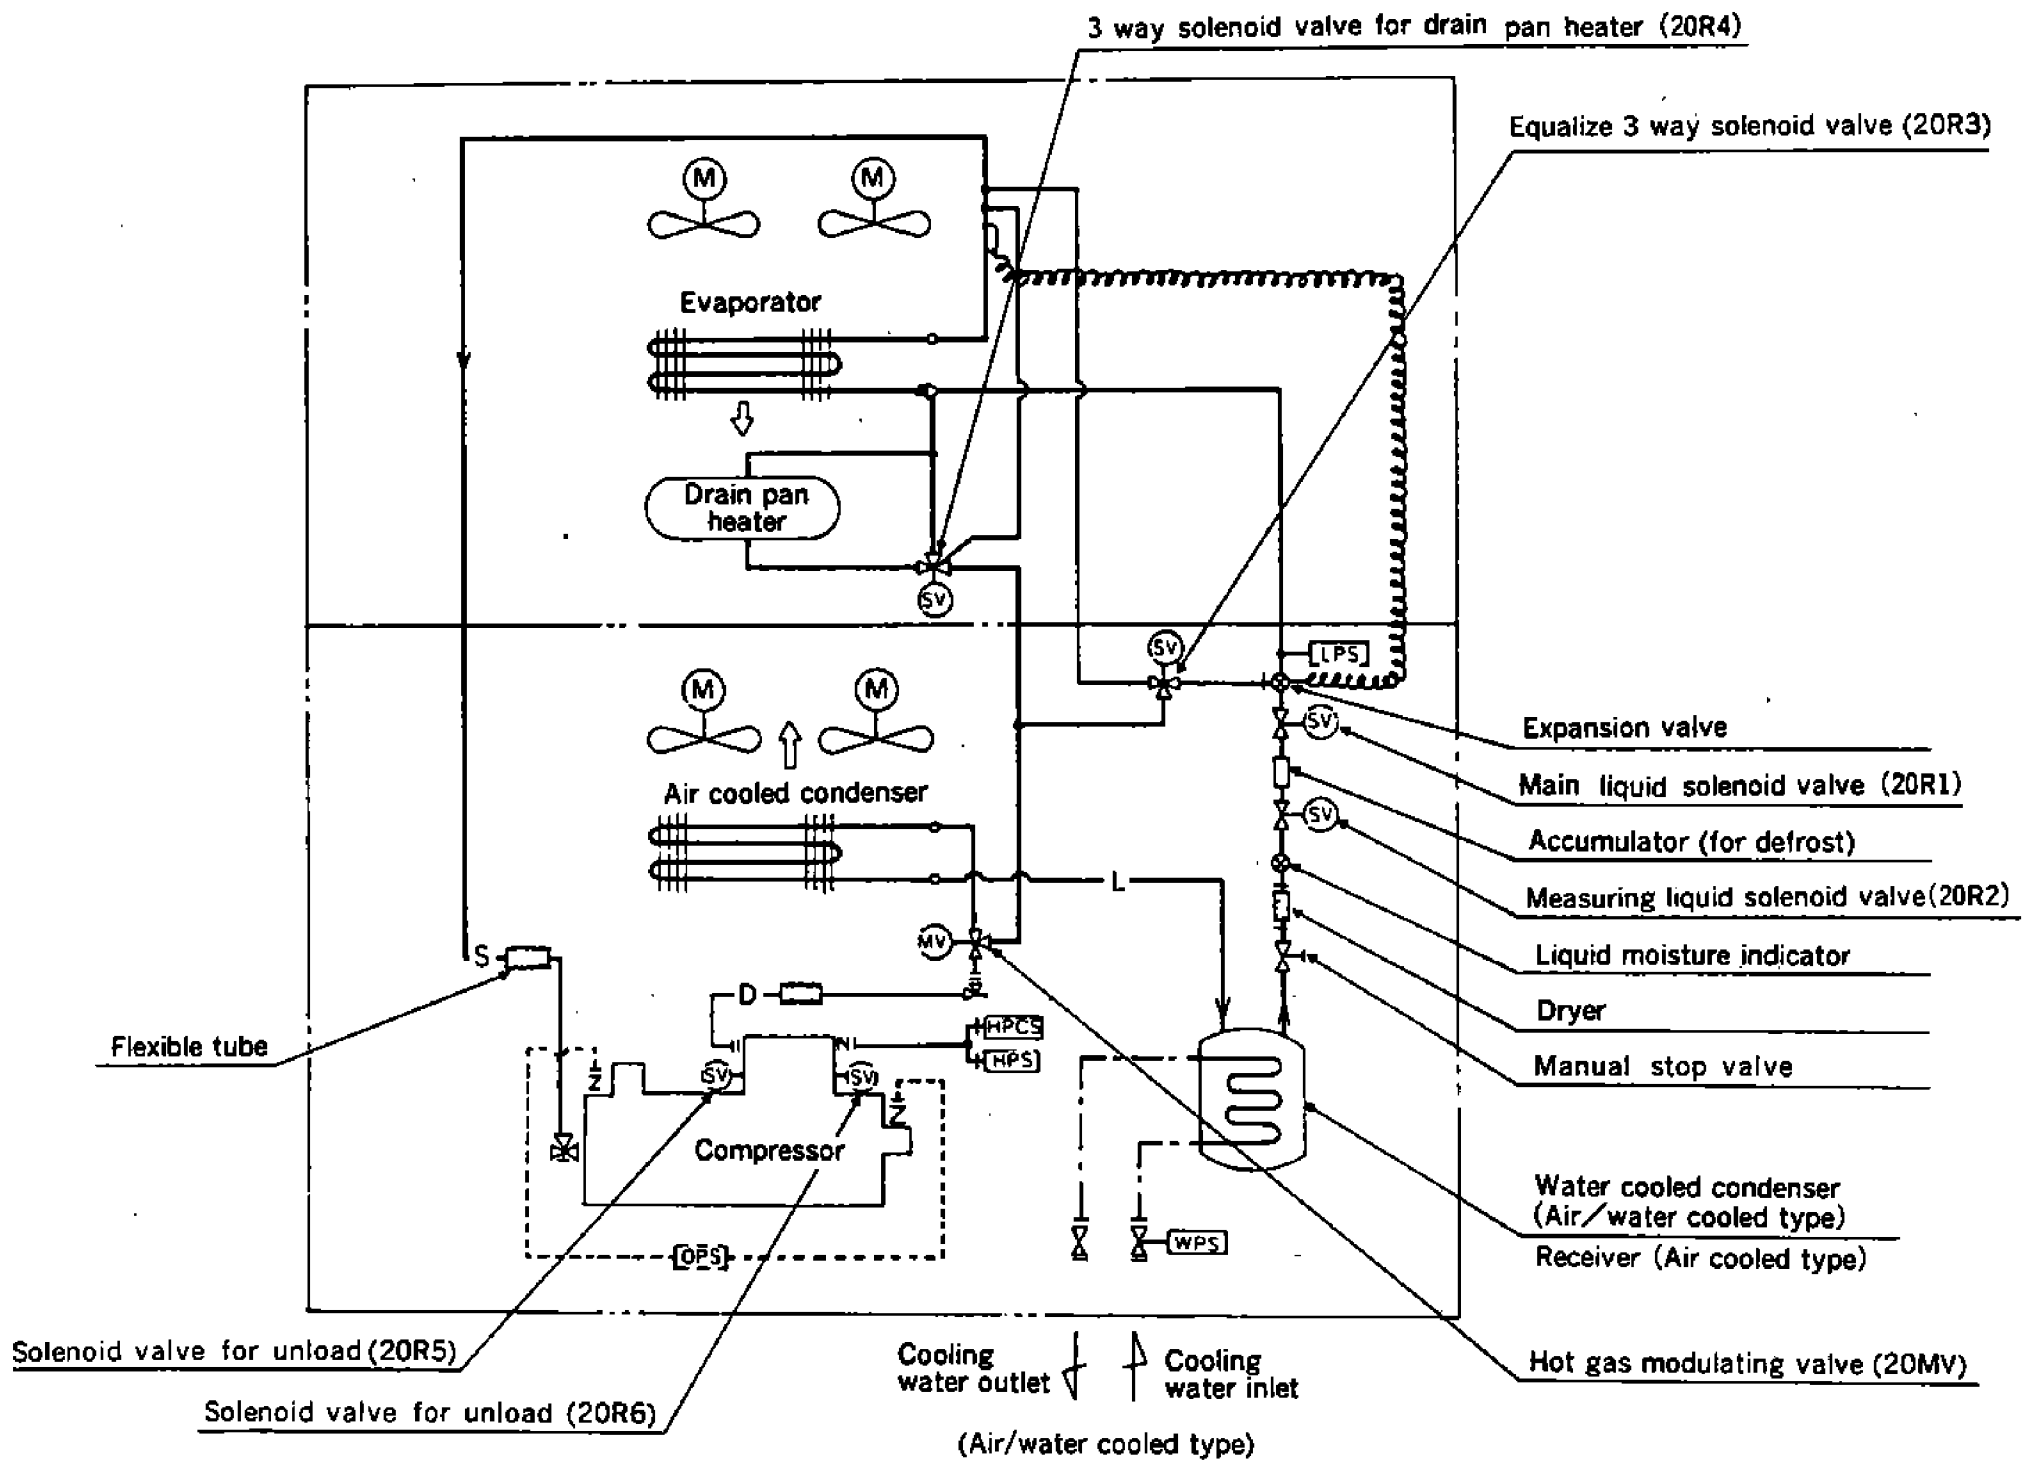 3 way solenoid valve for drain pan heater (20R4)
Equalize 3 way solenoid valve (20R3)
M
M
Evaporator
Drain pan
heater
SV
SV
LPS
M
M
Expansion valve
SV
Main liquid solenoid valve (20R1)
Air cooled condenser
SV
Accumulator (for defrost)
L
Measuring liquid solenoid valve (20R2)
MV
Liquid moisture indicator
S
D
Dryer
HPCS
Flexible tube
HPS
Manual stop valve
SV
SV
Compressor
Water cooled condenser
(Air/water cooled type)
WPS
OPS
Receiver (Air cooled type)
Solenoid valve for unload (20R5)
Cooling
water outlet
Cooling
water inlet
Hot gas modulating valve (20MV)
Solenoid valve for unload (20R6)
(Air/water cooled type)